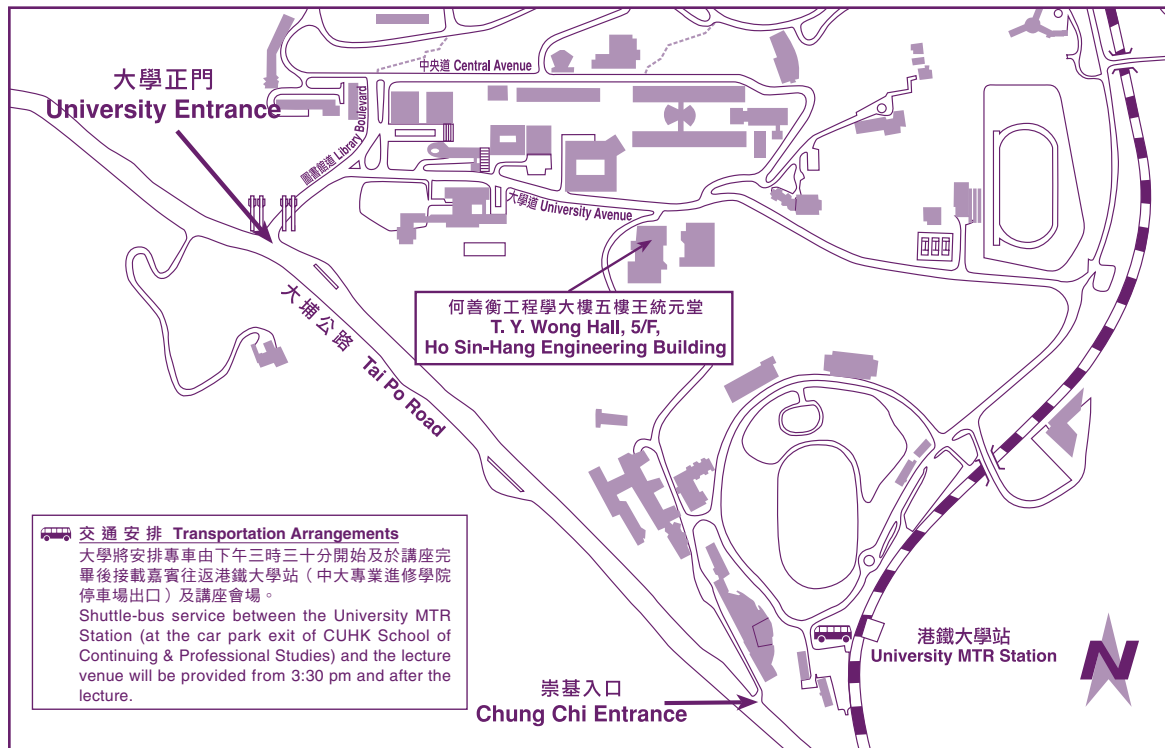 中央道 Central Avenue
大學正門
University Entrance
圖書館道 Library Boulevard
大學道 University Avenue
何善衡工程學大樓五樓王統元堂
T. Y. Wong Hall, 5/F,
Ho Sin-Hang Engineering Building
大埔公路 Tai Po Road
交通安排 Transportation Arrangements
大學將安排專車由下午三時三十分開始及於講座完
畢後接載嘉賓往返港鐵大學站（中大專業進修學院
停車場出口）及講座會場。
Shuttle-bus service between the University MTR
Station (at the car park exit of CUHK School of
Continuing & Professional Studies) and the lecture
venue will be provided from 3:30 pm and after the
lecture.
港鐵大學站
University MTR Station
N
崇基入口
Chung Chi Entrance